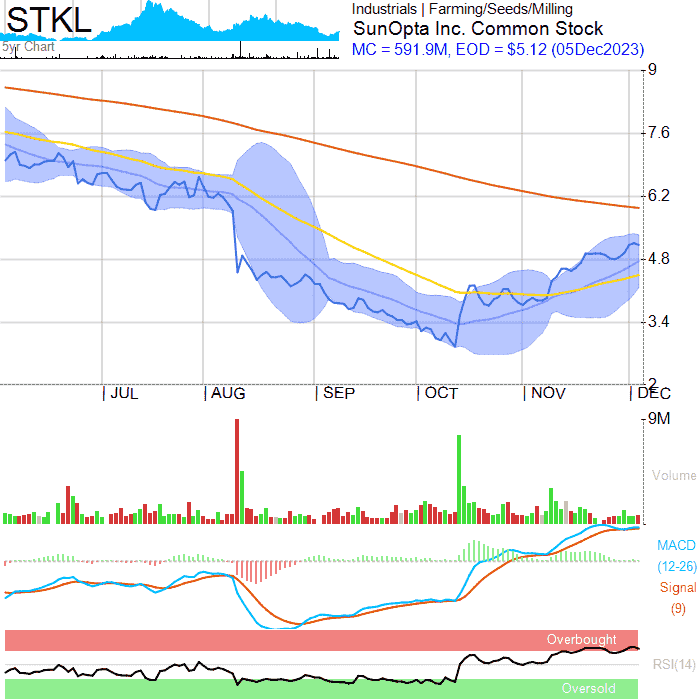 STKL
5yr Chart
Industrials | Farming/Seeds/Milling
SunOpta Inc. Common Stock
MC = 591.9M, EOD = $5.12 (05Dec2023)
9
7.6
6.2
4.8
3.4
2
| JUL | AUG | SEP | OCT | NOV | DEC
9M
Volume
MACD
(12-26)
Signal
(9)
Overbought
RSI(14)
Oversold